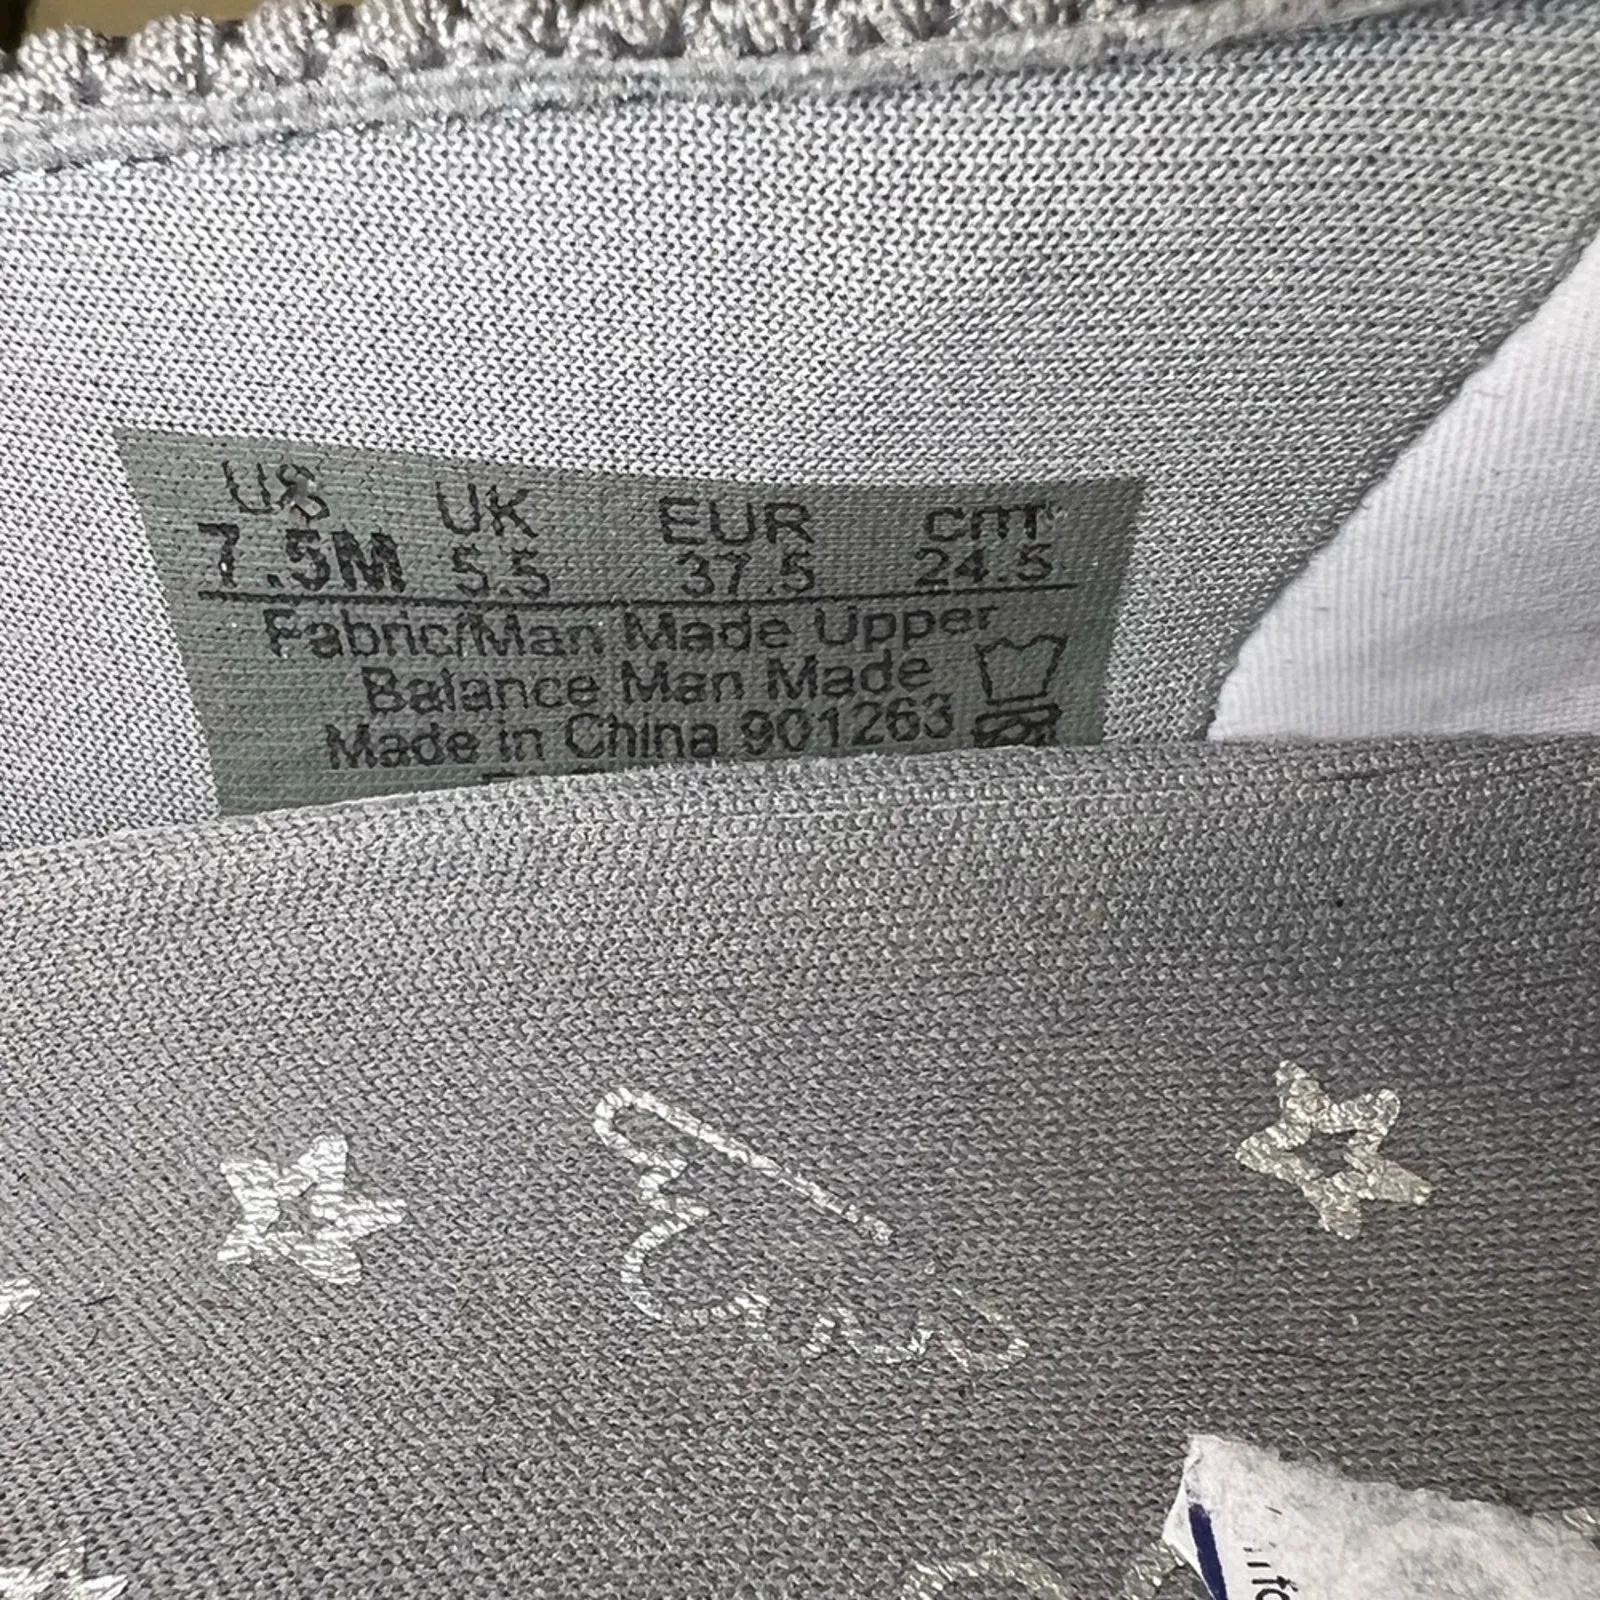 US UK EUR cm
7.5M 5.5 37.5 24.5
Fabric/Man Made Upper
Balance Man Made
Made in China 901263